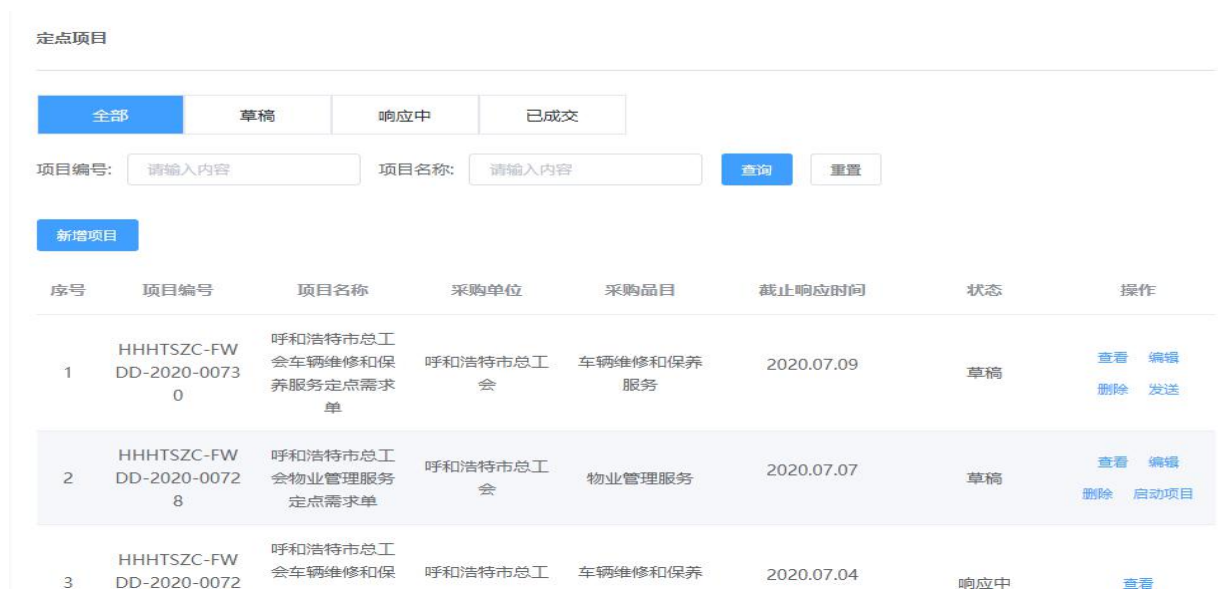 定点项目
全部 草稿 响应中 已成交
项目编号: 请输入内容 项目名称: 请输入内容 查询 重置
新增项目
序号 项目编号 项目名称 采购单位 采购品目 截止响应时间 状态 操作
呼和浩特市总工
HHHTSZC-FW 会车辆维修和保 呼和浩特市总工 车辆维修和保养 2020.07.09 查看 编辑
1 DD-2020-0073 养服务定点需求 会 服务 草稿 删除 发送
0 单
HHHTSZC-FW 呼和浩特市总工 呼和浩特市总工 查看 编辑
2 DD-2020-0072 会物业管理服务 会 物业管理服务 2020.07.07 草稿 删除 启动项目
8 定点需求单
呼和浩特市总工
HHHTSZC-FW 会车辆维修和保 呼和浩特市总工 车辆维修和保养 2020.07.04
3 DD-2020-0072 响应中 查看